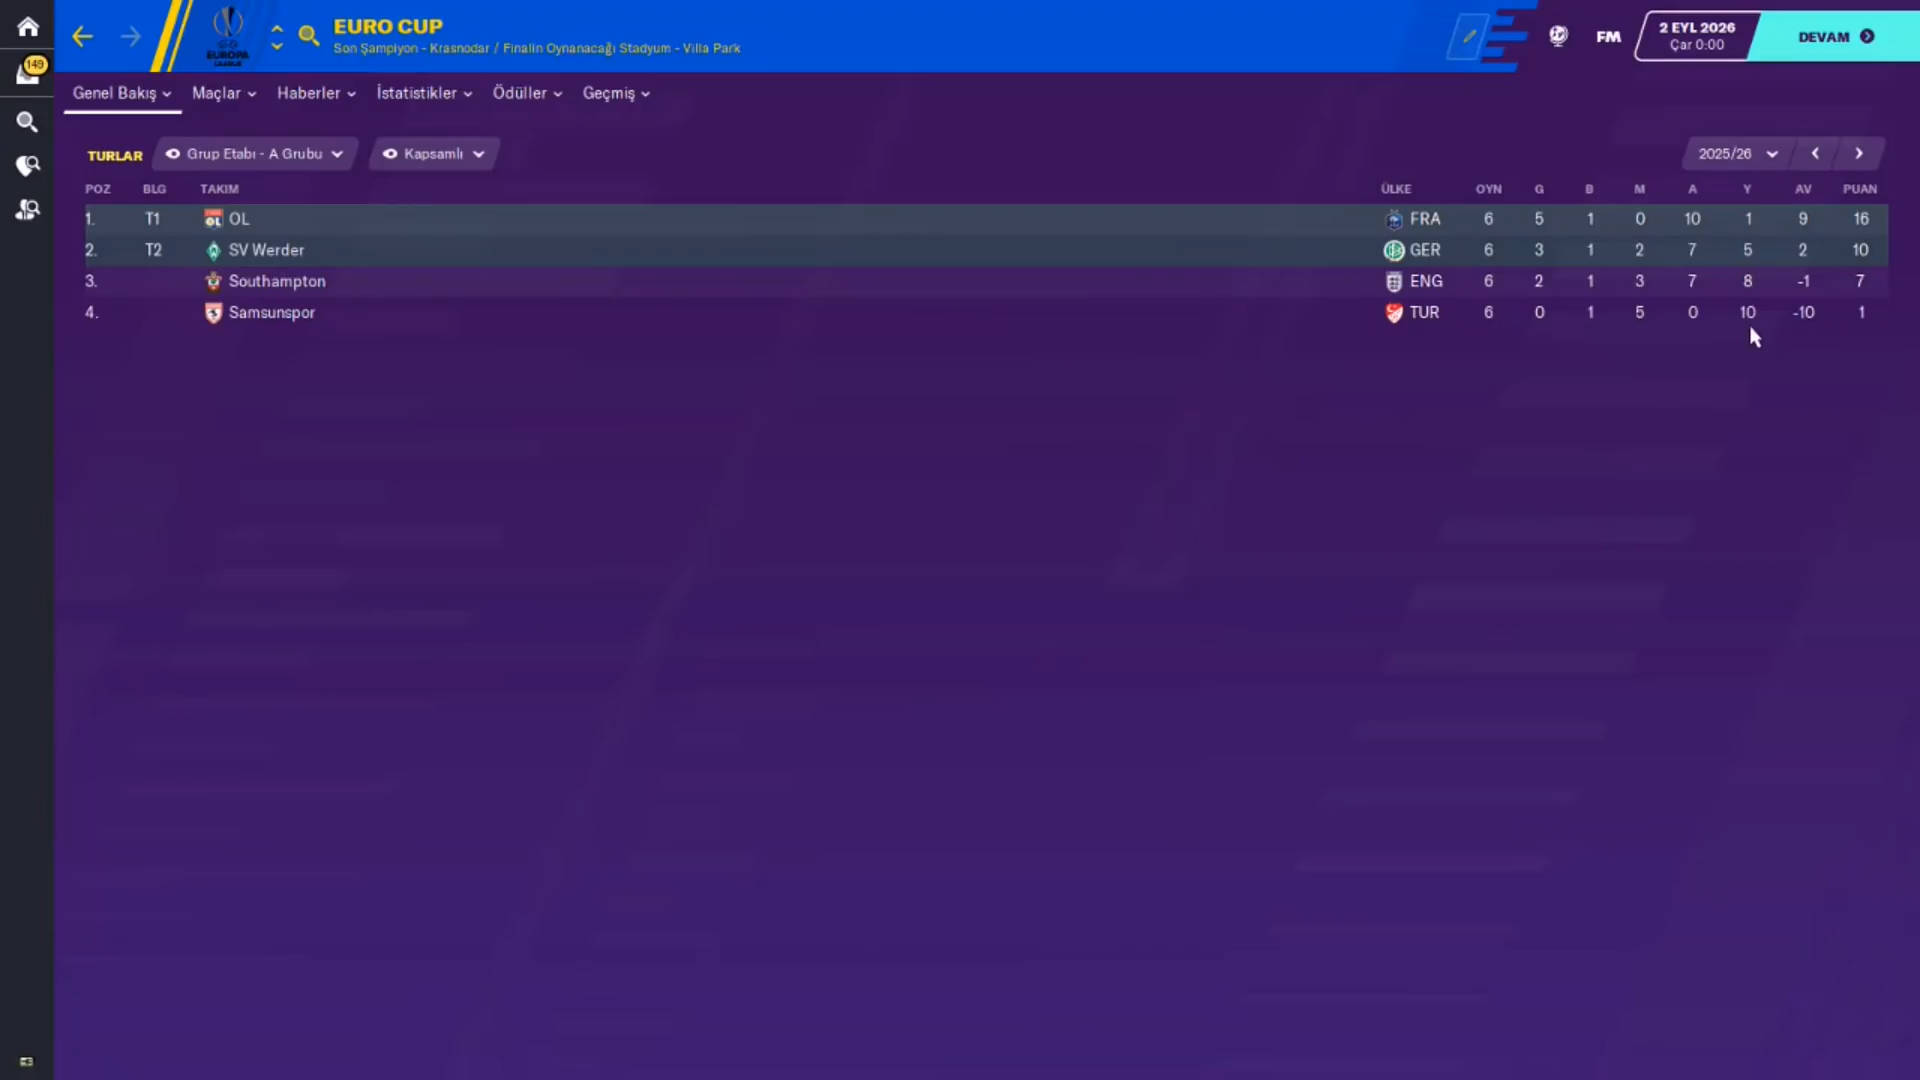 EURO CUP
Son Şampiyon - Krasnodar / Finalin Oynanacağı Stadyum - Villa Park
EUROPA
LEAGUE
FM
2 EYL 2026
Çar 0:00
DEVAM
149
Genel Bakış Maçlar Haberler İstatistikler Ödüller Geçmiş
TURLAR Grup Etabı - A Grubu Kapsamlı 2025/26
POZ BLG TAKIM ÜLKE OYN G B M A Y AV PUAN
1. T1 OL FRA 6 5 1 0 10 1 9 16
2. T2 SV Werder GER 6 3 1 2 7 5 2 10
3. Southampton ENG 6 2 1 3 7 8 -1 7
4. Samsunspor TUR 6 0 1 5 0 10 -10 1